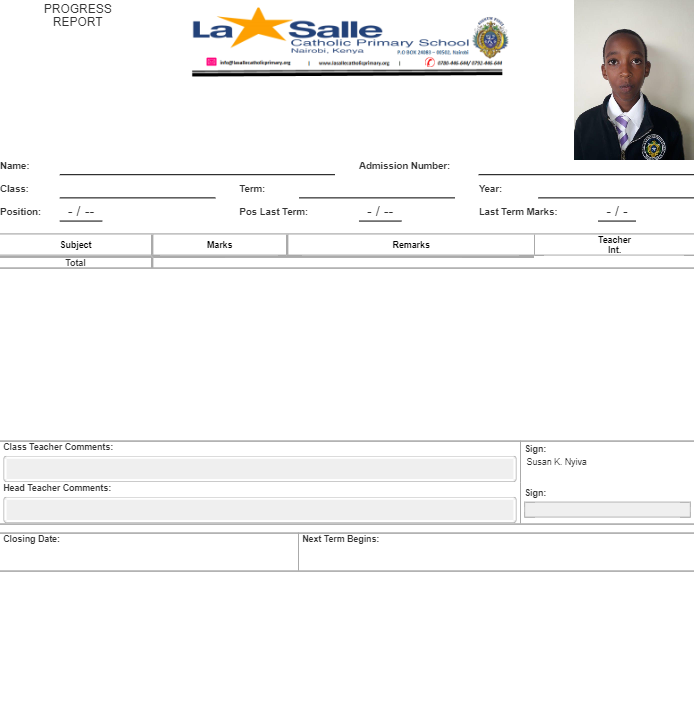 PROGRESS
REPORT
La Salle
Catholic Primary School
Nairobi, Kenya
P.O BOX 24083 - 00502, Nairobi
info@lasallecatholicprimary.org | www.lasallecatholicprimary.org | 0780-446-644/ 0792-446-644
Name: Admission Number:
Class: Term: Year:
Position: - / -- Pos Last Term: - / -- Last Term Marks: - / -
Subject Marks Remarks Teacher
Int.
Total
Class Teacher Comments: Sign:
Susan K. Nyiva
Head Teacher Comments: Sign:
Closing Date: Next Term Begins: